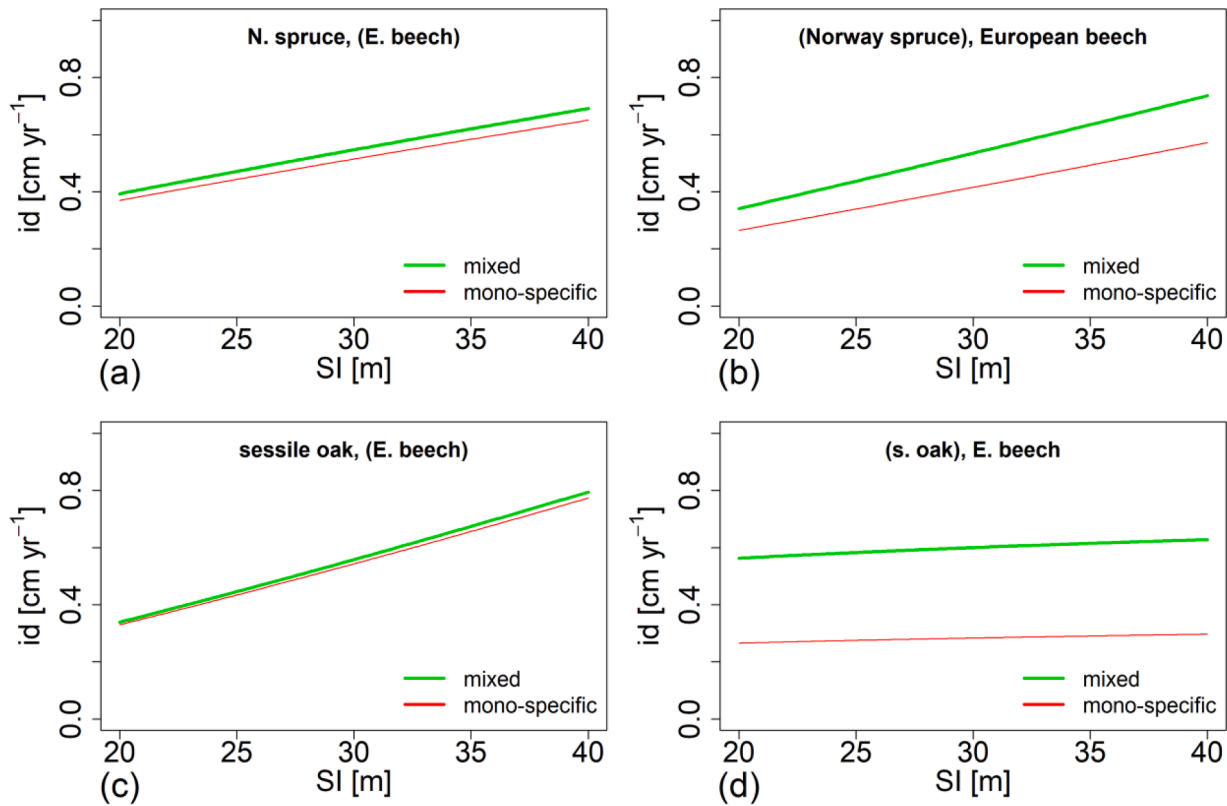 N. spruce, (E. beech)
id [cm yr⁻¹]
0.0 0.4 0.8
mixed
mono-specific
20 25 30 35 40
(a) SI [m]
(Norway spruce), European beech
id [cm yr⁻¹]
0.0 0.4 0.8
mixed
mono-specific
20 25 30 35 40
(b) SI [m]
sessile oak, (E. beech)
id [cm yr⁻¹]
0.0 0.4 0.8
mixed
mono-specific
20 25 30 35 40
(c) SI [m]
(s. oak), E. beech
id [cm yr⁻¹]
0.0 0.4 0.8
mixed
mono-specific
20 25 30 35 40
(d) SI [m]